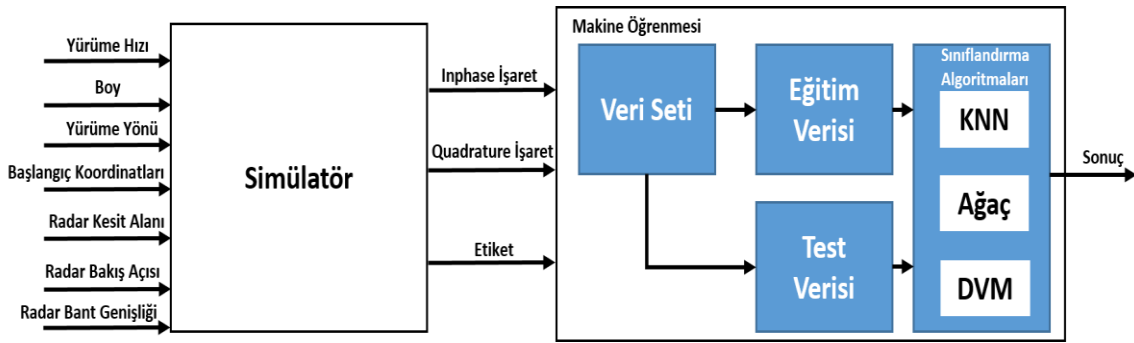 Yürüme Hızı
Boy
Yürüme Yönü
Başlangıç Koordinatları
Radar Kesit Alanı
Radar Bakış Açısı
Radar Bant Genişliği
Simülatör
Inphase İşaret
Quadrature İşaret
Etiket
Makine Öğrenmesi
Veri Seti
Eğitim
Verisi
Test
Verisi
Sınıflandırma
Algoritmaları
KNN
Ağaç
DVM
Sonuç